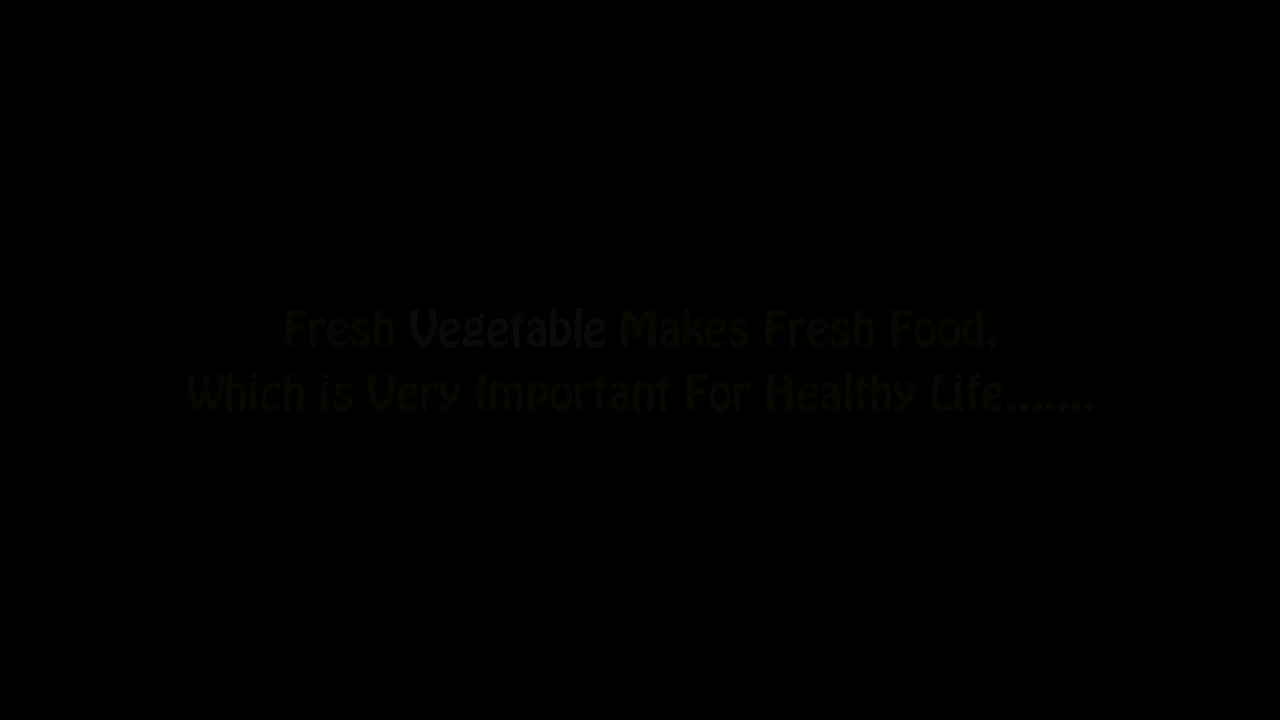 Fresh Vegetable Makes Fresh Food,
Which is Very Important For Healthy Life.......